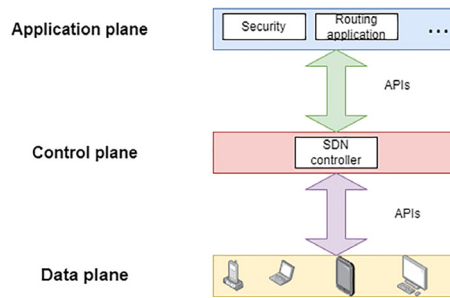 Application plane
Security
Routing
application
...
APIs
Control plane
SDN
controller
APIs
Data plane